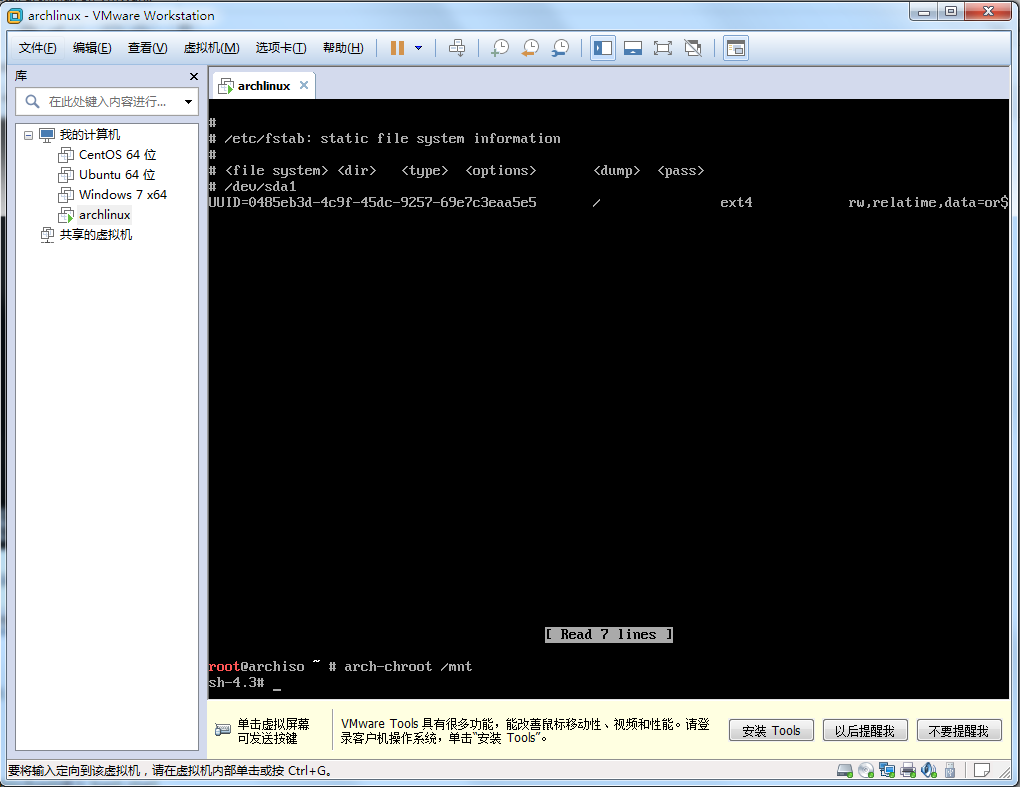 archlinux - VMware Workstation
文件(F) 编辑(E) 查看(V) 虚拟机(M) 选项卡(T) 帮助(H)
库
在此处键入内容进行...
我的计算机
CentOS 64 位
Ubuntu 64 位
Windows 7 x64
archlinux
共享的虚拟机
archlinux
#
# /etc/fstab: static file system information
#
# <file system> <dir> <type> <options> <dump> <pass>
# /dev/sda1
UUID=0485eb3d-4c9f-45dc-9257-69e7c3eaa5e5 / ext4 rw,relatime,data=or$
[ Read 7 lines ]
root@archiso ~ # arch-chroot /mnt
sh-4.3# _
单击虚拟屏幕
可发送按键
VMware Tools 具有很多功能，能改善鼠标移动性、视频和性能。请登
录客户机操作系统，单击“安装 Tools”。
安装 Tools
以后提醒我
不要提醒我
要将输入定向到该虚拟机，请在虚拟机内部单击或按 Ctrl+G。